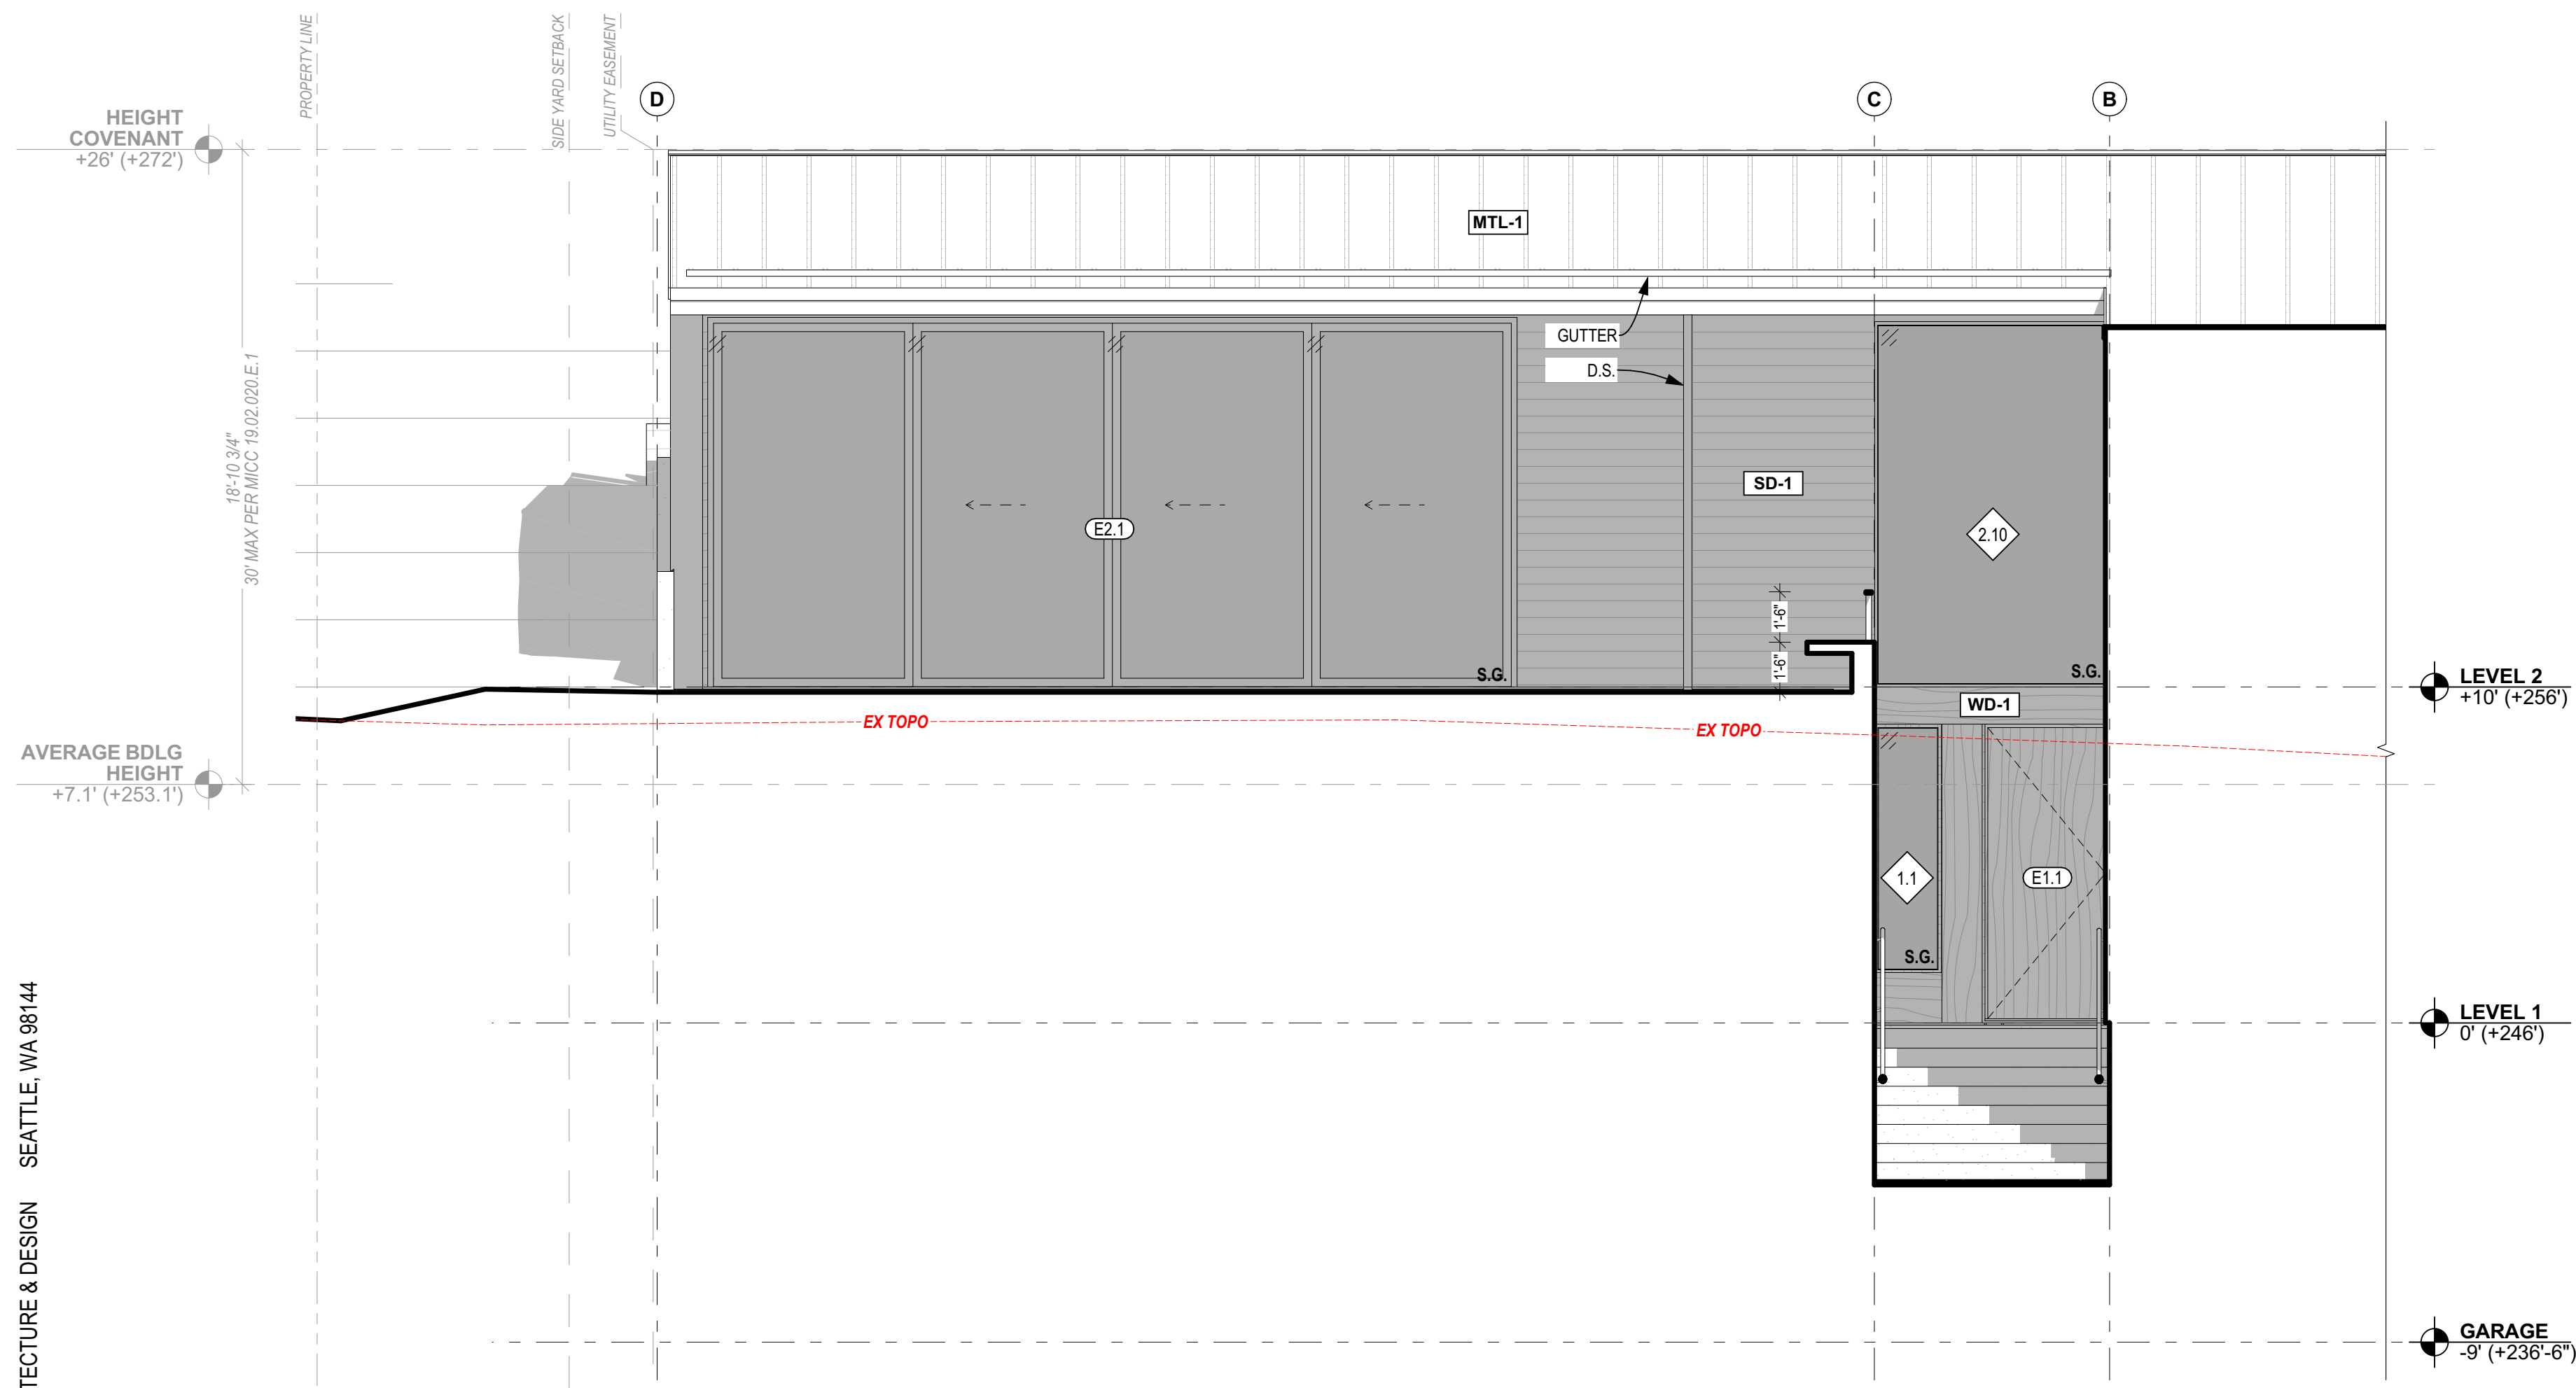 PROPERTY LINE
SIDE YARD SETBACK
UTILITY EASEMENT
D
C
B
HEIGHT
COVENANT
+26' (+272')
MTL-1
GUTTER
D.S.
18'-10 3/4"
30' MAX PER MICC 19.02.020.E.1
SD-1
E2.1
2.10
1'-6"
1'-6"
S.G.
S.G.
LEVEL 2
+10' (+256')
WD-1
EX TOPO
EX TOPO
AVERAGE BDLG
HEIGHT
+7.1' (+253.1')
1.1
E1.1
S.G.
LEVEL 1
0' (+246')
TECTURE & DESIGN SEATTLE, WA 98144
GARAGE
-9' (+236'-6")